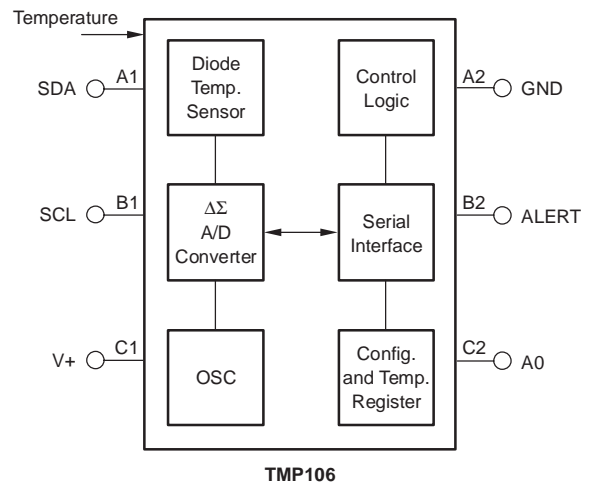 Temperature
SDA
A1
Diode
Temp.
Sensor
Control
Logic
A2
GND
SCL
B1
ΔΣ
A/D
Converter
Serial
Interface
B2
ALERT
V+
C1
OSC
Config.
and Temp.
Register
C2
A0
TMP106